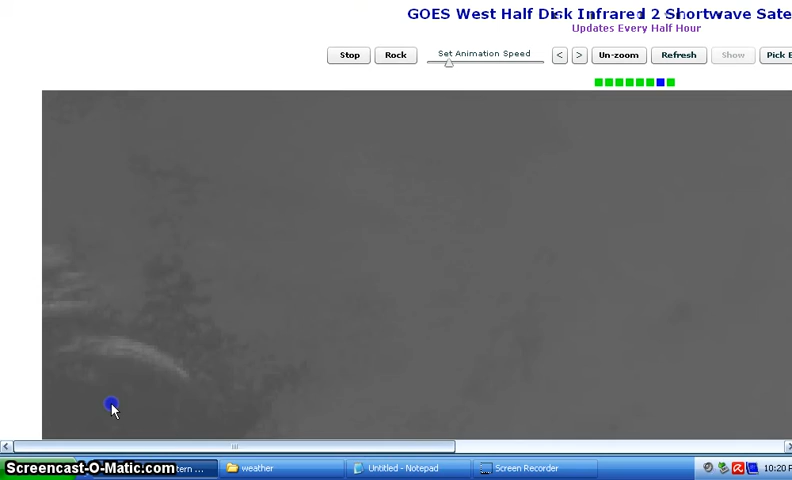 GOES West Half Disk Infrared 2 Shortwave Sate
Updates Every Half Hour
Stop
Rock
Set Animation Speed
<
>
Un-zoom
Refresh
Show
Pick E
Screencast-O-Matic.com
tern ...
weather
Untitled - Notepad
Screen Recorder
10:20 P